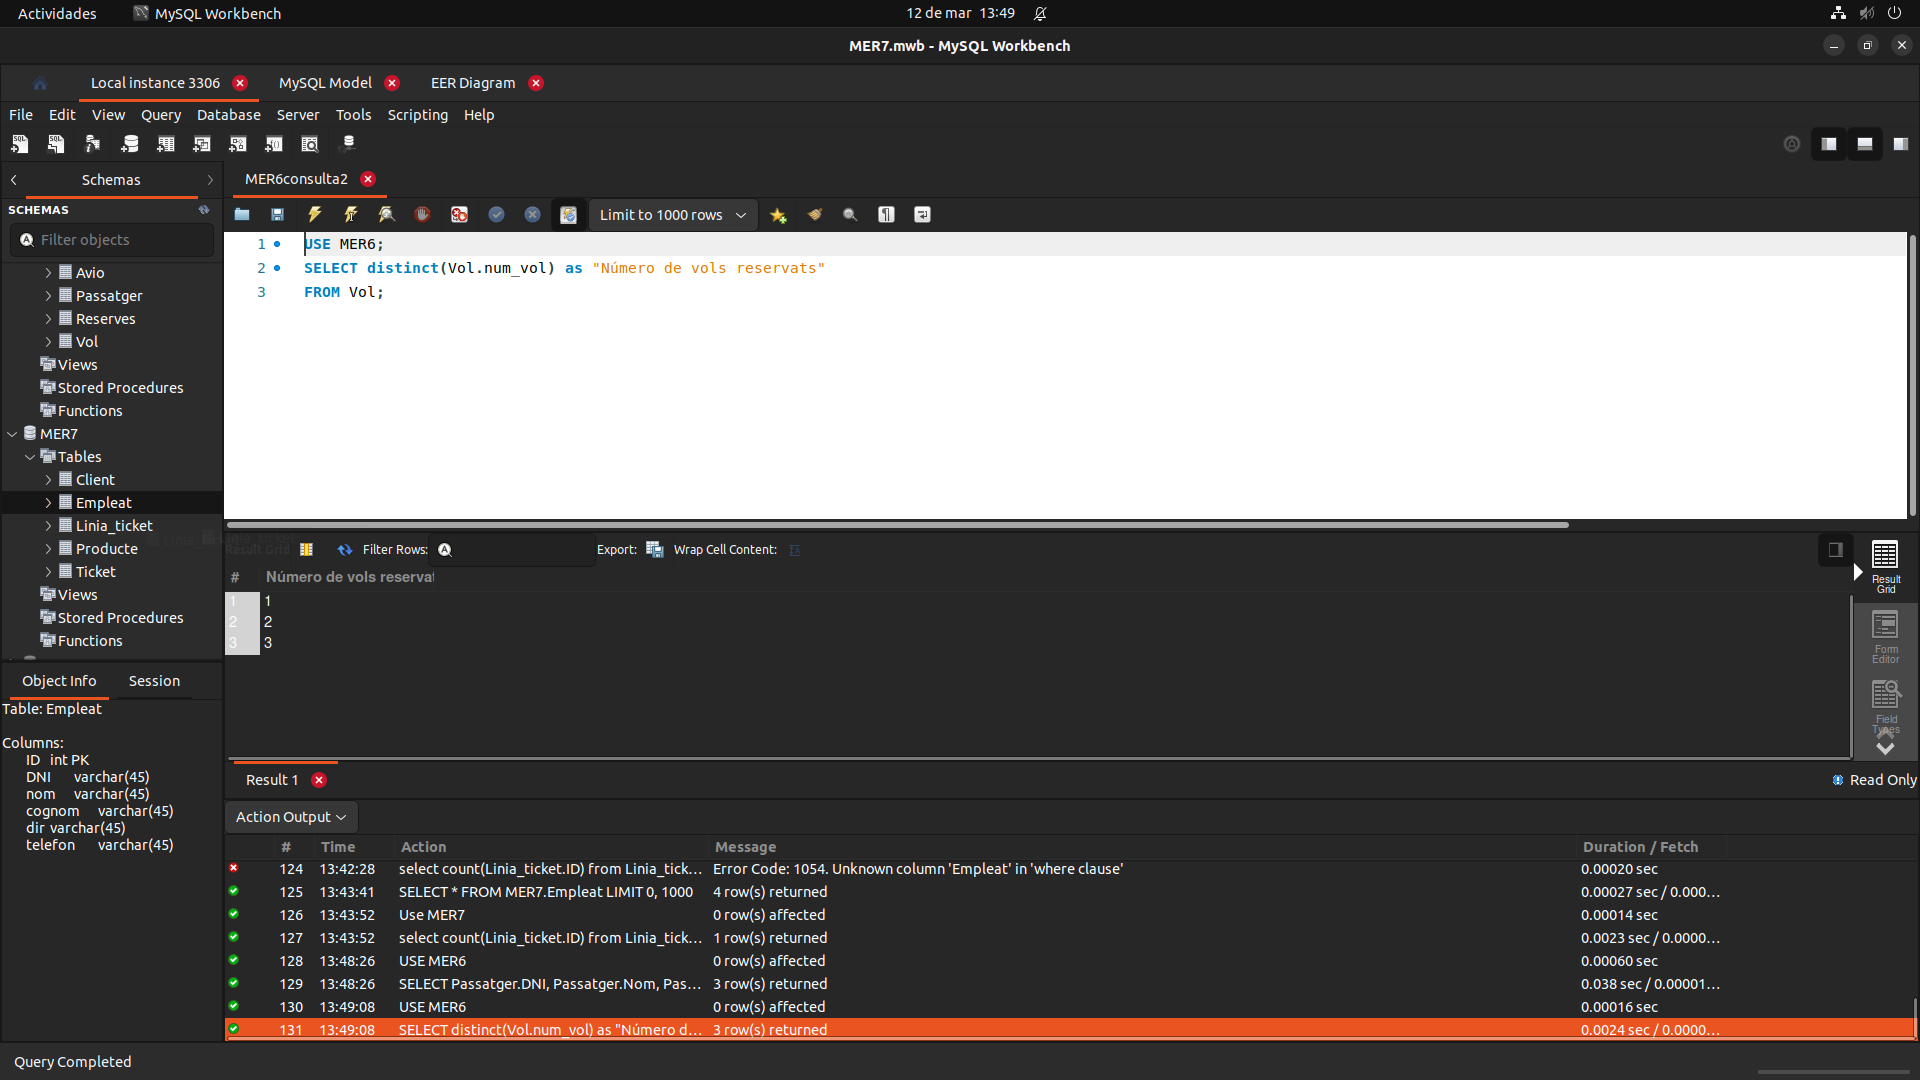 Actividades MySQL Workbench 12 de mar 13:49
MER7.mwb - MySQL Workbench
Local instance 3306 MySQL Model EER Diagram
File Edit View Query Database Server Tools Scripting Help
Schemas MER6consulta2
SCHEMAS
Limit to 1000 rows
Filter objects
1 USE MER6;
2 SELECT distinct(Vol.num_vol) as "Número de vols reservats"
3 FROM Vol;
Avio
Passatger
Reserves
Vol
Views
Stored Procedures
Functions
MER7
Tables
Client
Empleat
Linia_ticket
Producte
Ticket
Views
Stored Procedures
Functions
Result Grid Filter Rows: Export: Wrap Cell Content:
# Número de vols reservat
1 1
2 2
3 3
Result Grid
Form Editor
Field Types
Object Info Session
Table: Empleat
Columns:
ID int PK
DNI varchar(45)
nom varchar(45)
cognom varchar(45)
dir varchar(45)
telefon varchar(45)
Result 1 Read Only
Action Output
# Time Action Message Duration / Fetch
124 13:42:28 select count(Linia_ticket.ID) from Linia_tick... Error Code: 1054. Unknown column 'Empleat' in 'where clause' 0.00020 sec
125 13:43:41 SELECT * FROM MER7.Empleat LIMIT 0, 1000 4 row(s) returned 0.00027 sec / 0.000...
126 13:43:52 Use MER7 0 row(s) affected 0.00014 sec
127 13:43:52 select count(Linia_ticket.ID) from Linia_tick... 1 row(s) returned 0.0023 sec / 0.0000...
128 13:48:26 USE MER6 0 row(s) affected 0.00060 sec
129 13:48:26 SELECT Passatger.DNI, Passatger.Nom, Pas... 3 row(s) returned 0.038 sec / 0.00001...
130 13:49:08 USE MER6 0 row(s) affected 0.00016 sec
131 13:49:08 SELECT distinct(Vol.num_vol) as "Número d... 3 row(s) returned 0.0024 sec / 0.0000...
Query Completed